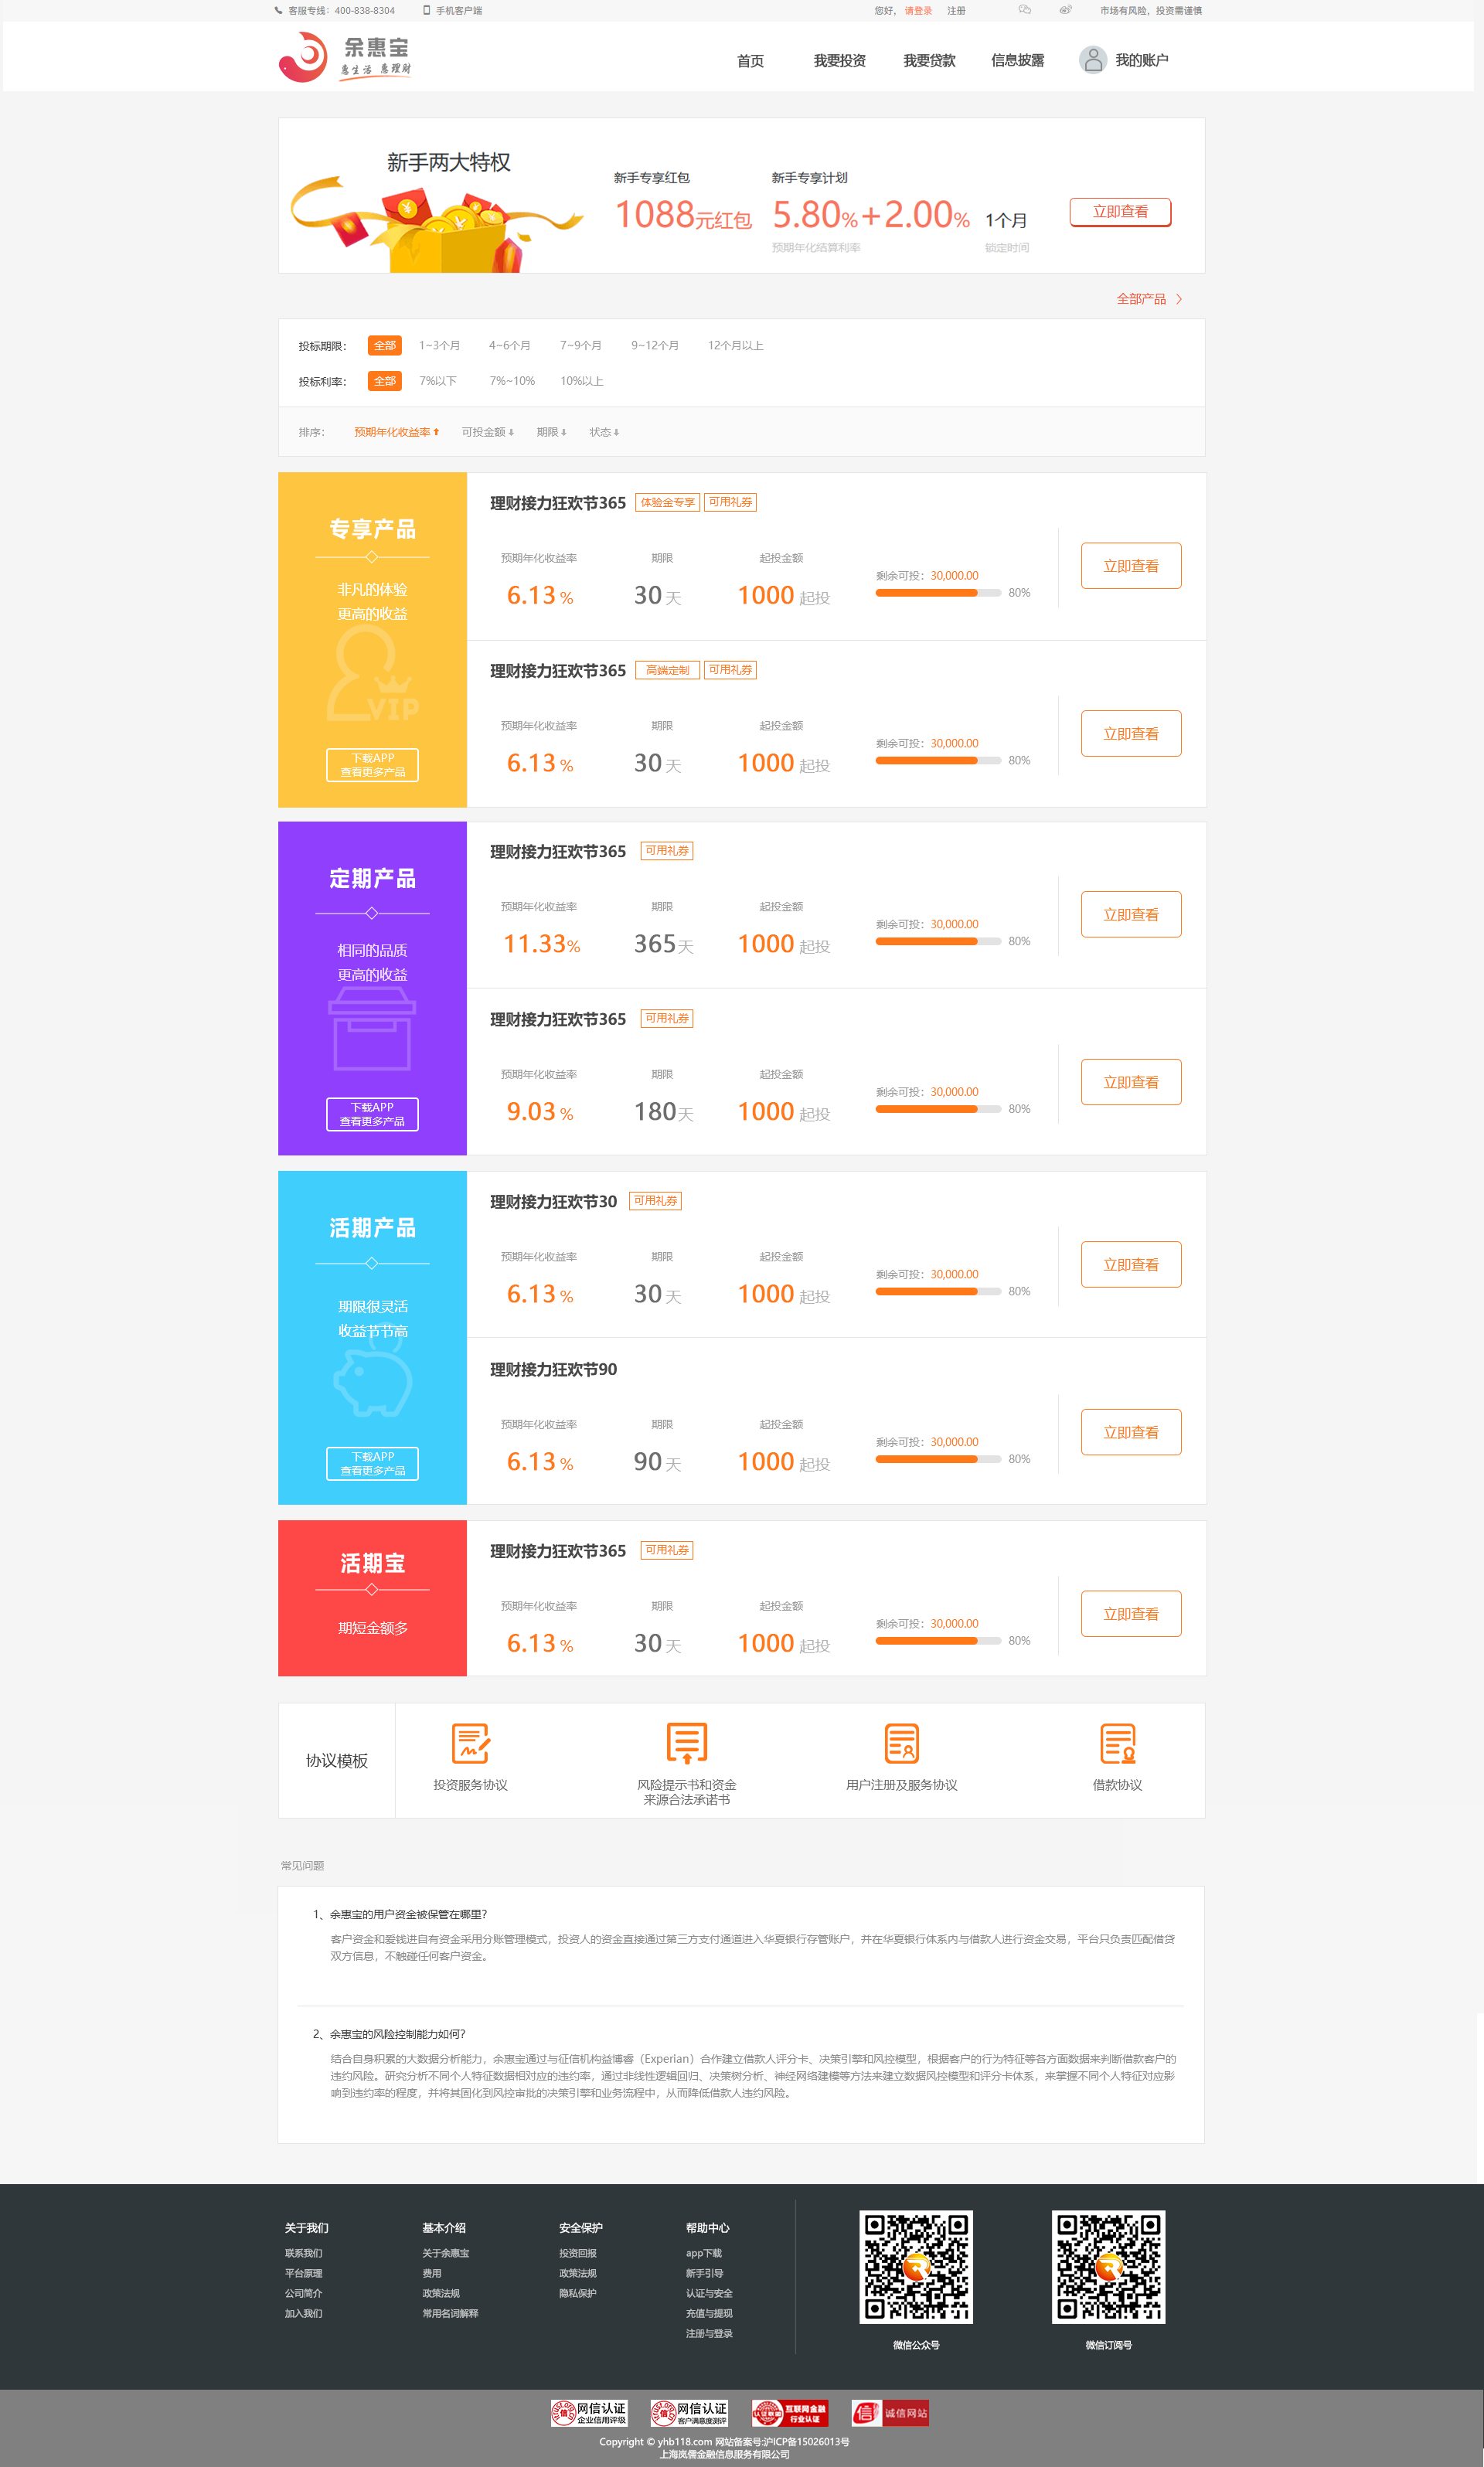 客服专线：400-838-8304 手机客户端 您好，请登录 注册 市场有风险，投资需谨慎
余惠宝
惠生活 惠理财
首页 我要投资 我要贷款 信息披露 我的账户
新手两大特权
新手专享红包 新手专享计划
1088元红包 5.80%+2.00% 1个月 立即查看
预期年化结算利率 锁定时间
全部产品
投标期限： 全部 1~3个月 4~6个月 7~9个月 9~12个月 12个月以上
投标利率： 全部 7%以下 7%~10% 10%以上
排序： 预期年化收益率 可投金额 期限 状态
专享产品
非凡的体验
更高的收益
VIP
下载APP
查看更多产品
理财接力狂欢节365 体验金专享 可用礼券
预期年化收益率 期限 起投金额
剩余可投：30,000.00
6.13 % 30 天 1000 起投 80% 立即查看
理财接力狂欢节365 高端定制 可用礼券
预期年化收益率 期限 起投金额
剩余可投：30,000.00
6.13 % 30 天 1000 起投 80% 立即查看
定期产品
相同的品质
更高的收益
下载APP
查看更多产品
理财接力狂欢节365 可用礼券
预期年化收益率 期限 起投金额
剩余可投：30,000.00
11.33% 365天 1000 起投 80% 立即查看
理财接力狂欢节365 可用礼券
预期年化收益率 期限 起投金额
剩余可投：30,000.00
9.03 % 180天 1000 起投 80% 立即查看
活期产品
期限很灵活
收益节节高
下载APP
查看更多产品
理财接力狂欢节30 可用礼券
预期年化收益率 期限 起投金额
剩余可投：30,000.00
6.13 % 30 天 1000 起投 80% 立即查看
理财接力狂欢节90
预期年化收益率 期限 起投金额
剩余可投：30,000.00
6.13 % 90 天 1000 起投 80% 立即查看
活期宝
期短金额多
理财接力狂欢节365 可用礼券
预期年化收益率 期限 起投金额
剩余可投：30,000.00
6.13 % 30 天 1000 起投 80% 立即查看
协议模板
投资服务协议 风险提示书和资金 用户注册及服务协议 借款协议
来源合法承诺书
常见问题
1、余惠宝的用户资金被保管在哪里？
客户资金和爱钱进自有资金采用分账管理模式，投资人的资金直接通过第三方支付通道进入华夏银行存管账户，并在华夏银行体系内与借款人进行资金交易，平台只负责匹配借贷
双方信息，不触碰任何客户资金。
2、余惠宝的风险控制能力如何？
结合自身积累的大数据分析能力，余惠宝通过与征信机构益博睿（Experian）合作建立借款人评分卡、决策引擎和风控模型，根据客户的行为特征等各方面数据来判断借款客户的
违约风险。研究分析不同个人特征数据相对应的违约率，通过非线性逻辑回归、决策树分析、神经网络建模等方法来建立数据风控模型和评分卡体系，来掌握不同个人特征对应影
响到违约率的程度，并将其固化到风控审批的决策引擎和业务流程中，从而降低借款人违约风险。
关于我们 基本介绍 安全保护 帮助中心
联系我们 关于余惠宝 投资回报 app下载
平台原理 费用 政策法规 新手引导
公司简介 政策法规 隐私保护 认证与安全
加入我们 常用名词解释 充值与提现
注册与登录
微信公众号 微信订阅号
网信认证 企业信用评级
网信认证 客户满意度测评
互联网金融 行业认证
诚信网站
Copyright © yhb118.com 网站备案号:沪ICP备15026013号
上海岚儒金融信息服务有限公司